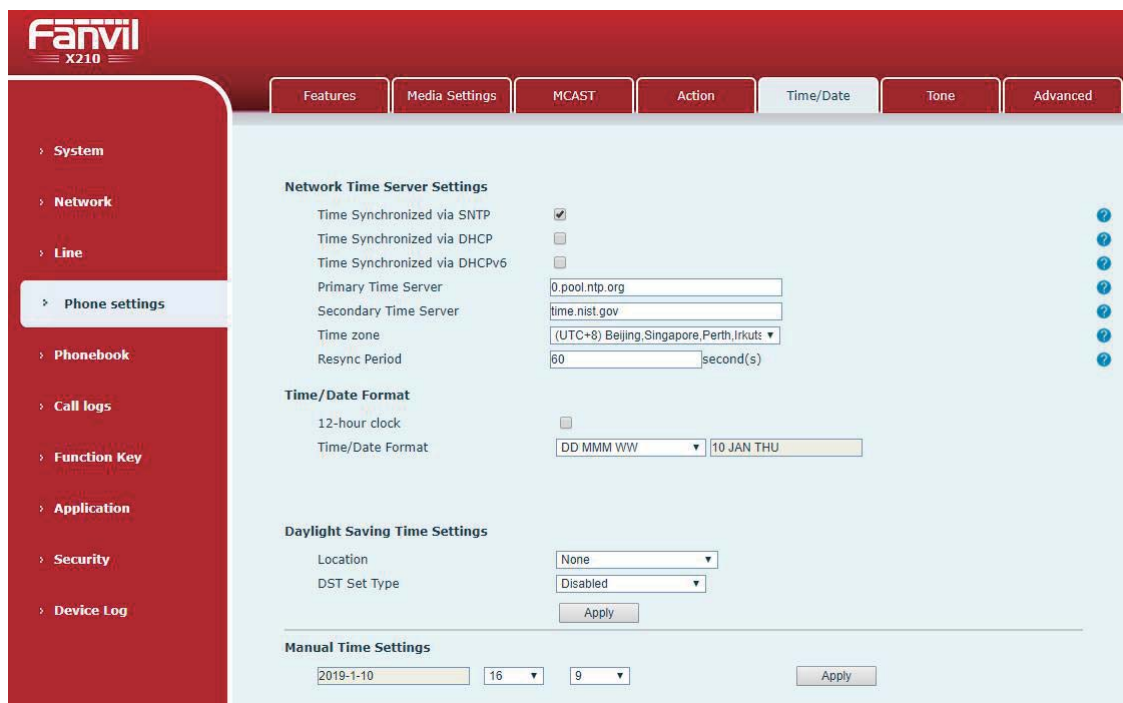 Fanvil
X210
Features Media Settings MCAST Action Time/Date Tone Advanced
› System
› Network
› Line
› Phone settings
› Phonebook
› Call logs
› Function Key
› Application
› Security
› Device Log
Network Time Server Settings
Time Synchronized via SNTP
Time Synchronized via DHCP
Time Synchronized via DHCPv6
Primary Time Server 0.pool.ntp.org
Secondary Time Server time.nist.gov
Time zone (UTC+8) Beijing,Singapore,Perth,Irkuts
Resync Period 60 second(s)
Time/Date Format
12-hour clock
Time/Date Format DD MMM WW 10 JAN THU
Daylight Saving Time Settings
Location None
DST Set Type Disabled
Apply
Manual Time Settings
2019-1-10 16 9 Apply